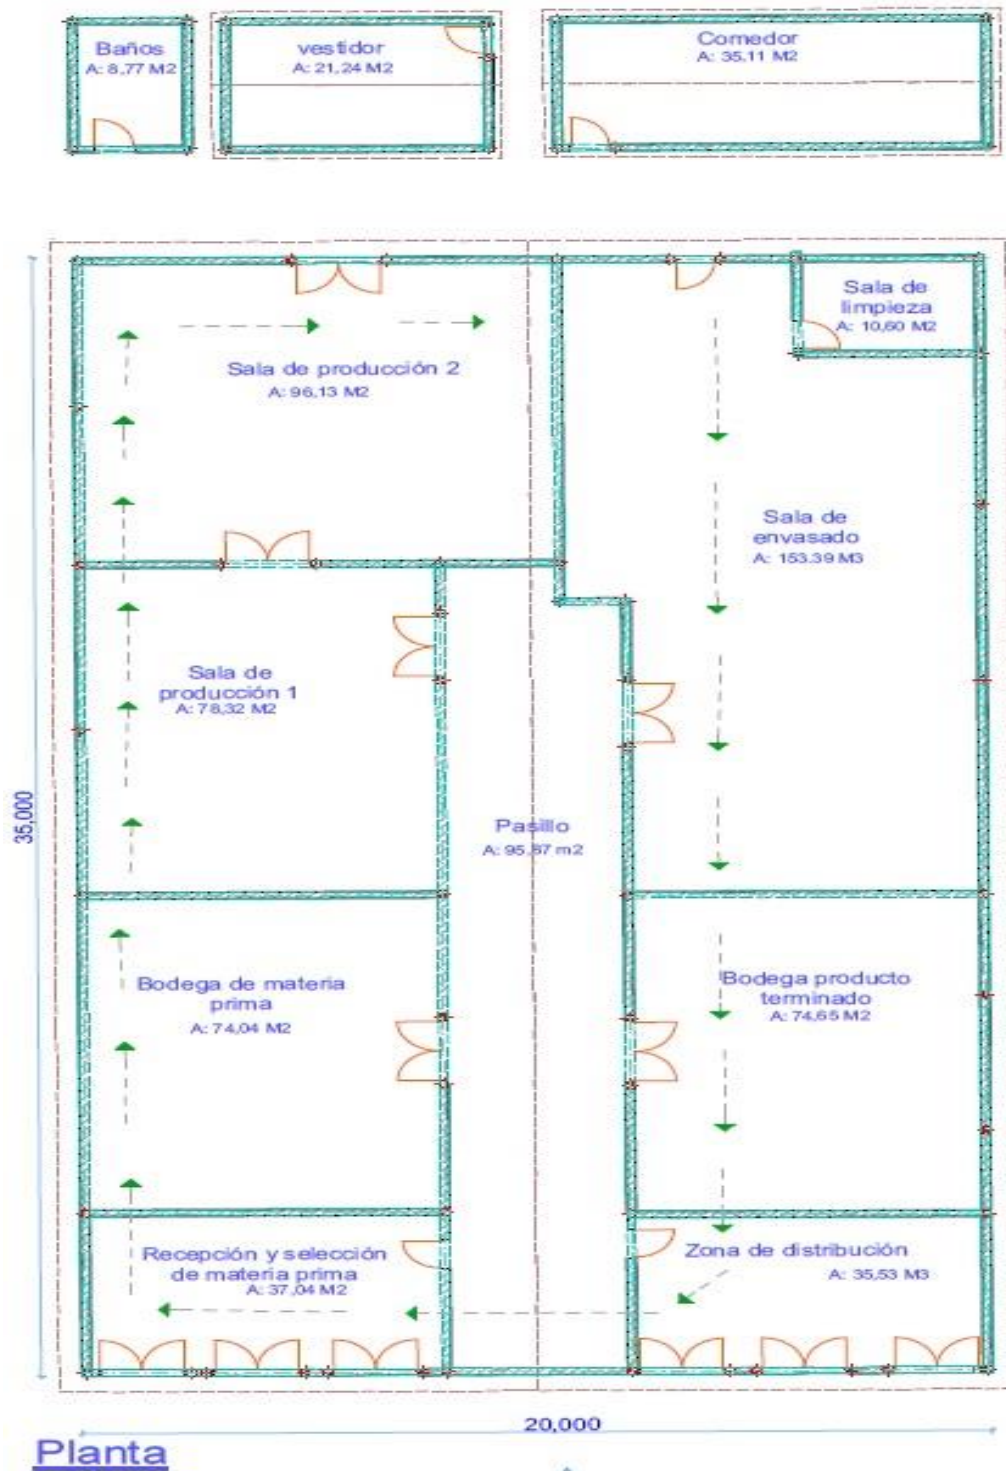 Baños
A: 8,77 M2
vestidor
A: 21,24 M2
Comedor
A: 35,11 M2
Sala de
limpieza
A: 10,60 M2
Sala de producción 2
A: 96,13 M2
Sala de
envasado
A: 153.39 M3
Sala de
producción 1
A: 78,32 M2
35,000
Pasillo
A: 95,87 m2
Bodega de materia
prima
A: 74,04 M2
Bodega producto
terminado
A: 74,65 M2
Recepción y selección
de materia prima
A: 37,04 M2
Zona de distribución
A: 35,53 M3
20,000
Planta